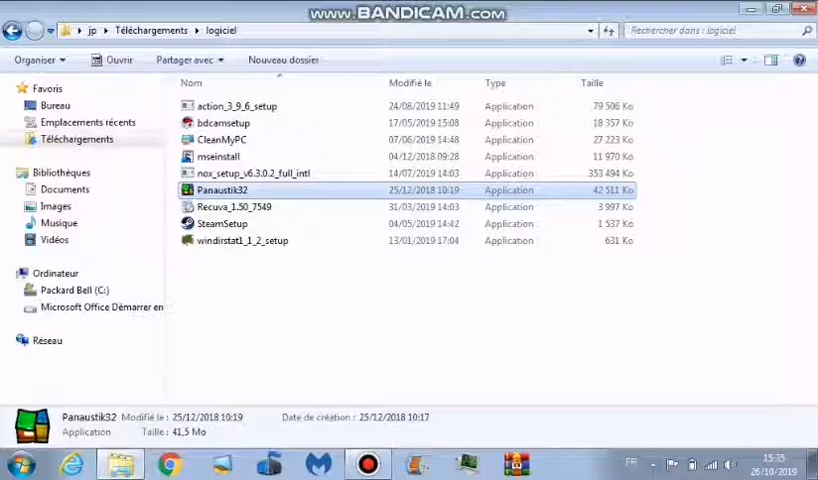 www.BANDICAM.com
jp Téléchargements logiciel
Rechercher dans : logiciel
Organiser Ouvrir Partager avec Nouveau dossier
Favoris
Bureau
Emplacements récents
Téléchargements
Bibliothèques
Documents
Images
Musique
Vidéos
Ordinateur
Packard Bell (C:)
Microsoft Office Démarrer en
Réseau
Nom Modifié le Type Taille
action_3_9_6_setup 24/08/2019 11:49 Application 79 506 Ko
bdcamsetup 17/05/2019 15:08 Application 18 357 Ko
CleanMyPC 07/06/2019 14:48 Application 27 223 Ko
mseinstall 04/12/2018 09:28 Application 11 970 Ko
nox_setup_v6.3.0.2_full_intl 14/07/2019 14:03 Application 353 494 Ko
Panaustik32 25/12/2018 10:19 Application 42 511 Ko
Recuva_1.50_7549 31/03/2019 14:03 Application 3 997 Ko
SteamSetup 04/05/2019 14:42 Application 1 537 Ko
windirstat1_1_2_setup 13/01/2019 17:04 Application 631 Ko
Panaustik32 Modifié le : 25/12/2018 10:19 Date de création : 25/12/2018 10:17
Application Taille : 41,5 Mo
FR
15:35
26/10/2019